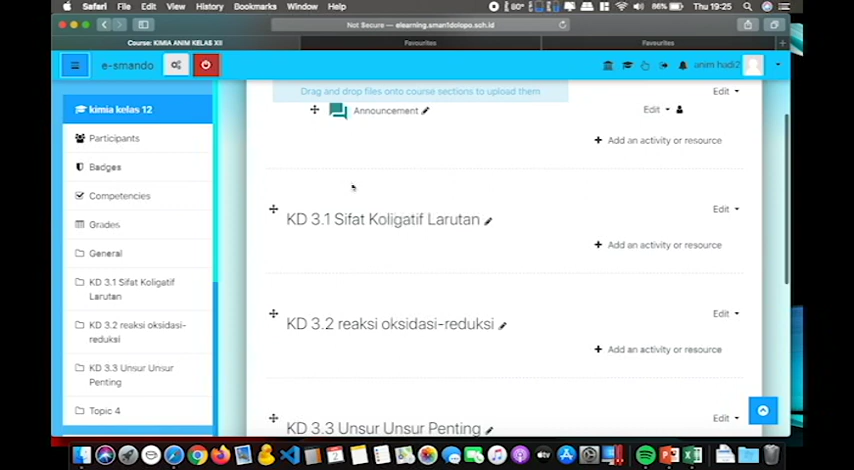 Safari File Edit View History Bookmarks Window Help
86% Thu 19.25
Not Secure — elearning.sman1dolopo.sch.id
Course: KIMIA ANIM KELAS XII Favourites Favourites
e-smando anim hadi2
Drag and drop files onto course sections to upload them
Edit
kimia kelas 12
Announcement
Edit
Participants
Add an activity or resource
Badges
Competencies
KD 3.1 Sifat Koligatif Larutan
Edit
Grades
Add an activity or resource
General
KD 3.1 Sifat Koligatif
Larutan
KD 3.2 reaksi oksidasi-reduksi
Edit
KD 3.2 reaksi oksidasi-
reduksi
Add an activity or resource
KD 3.3 Unsur Unsur
Penting
Topic 4
KD 3.3 Unsur Unsur Penting
Edit